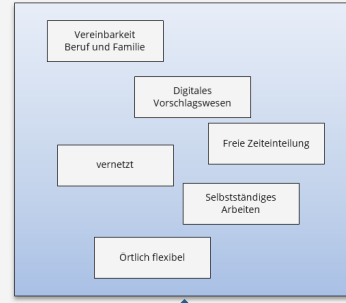 Vereinbarkeit
Beruf und Familie
Digitales
Vorschlagswesen
Freie Zeiteinteilung
vernetzt
Selbstständiges
Arbeiten
Örtlich flexibel